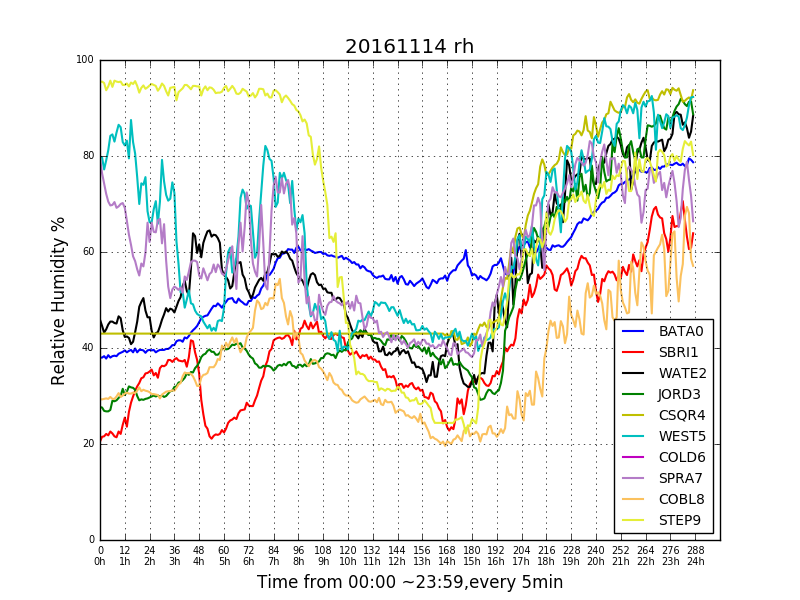 20161114 rh
Relative Humidity %
100
80
60
40
20
0
0 12 24 36 48 60 72 84 96 108 120 132 144 156 168 180 192 204 216 228 240 252 264 276 288
0h 1h 2h 3h 4h 5h 6h 7h 8h 9h 10h 11h 12h 13h 14h 15h 16h 17h 18h 19h 20h 21h 22h 23h 24h
Time from 00:00 ~23:59,every 5min
BATA0
SBRI1
WATE2
JORD3
CSQR4
WEST5
COLD6
SPRA7
COBL8
STEP9